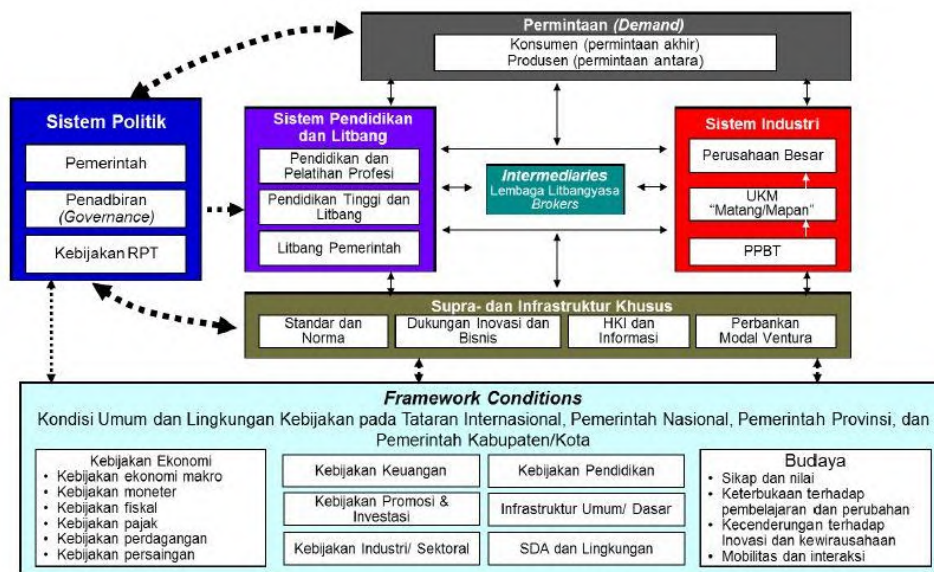 Permintaan (Demand)
Konsumen (permintaan akhir)
Produsen (permintaan antara)
Sistem Politik
Pemerintah
Penadbiran
(Governance)
Kebijakan RPT
Sistem Pendidikan
dan Litbang
Pendidikan dan
Pelatihan Profesi
Pendidikan Tinggi dan
Litbang
Litbang Pemerintah
Intermediaries
Lembaga Litbangyasa
Brokers
Sistem Industri
Perusahaan Besar
UKM
"Matang/Mapan"
PPBT
Supra- dan Infrastruktur Khusus
Standar dan
Norma
Dukungan Inovasi dan
Bisnis
HKI dan
Informasi
Perbankan
Modal Ventura
Framework Conditions
Kondisi Umum dan Lingkungan Kebijakan pada Tataran Internasional, Pemerintah Nasional, Pemerintah Provinsi, dan
Pemerintah Kabupaten/Kota
Kebijakan Ekonomi
• Kebijakan ekonomi makro
• Kebijakan moneter
• Kebijakan fiskal
• Kebijakan pajak
• Kebijakan perdagangan
• Kebijakan persaingan
Kebijakan Keuangan
Kebijakan Promosi &
Investasi
Kebijakan Industri/ Sektoral
Kebijakan Pendidikan
Infrastruktur Umum/ Dasar
SDA dan Lingkungan
Budaya
• Sikap dan nilai
• Keterbukaan terhadap
pembelajaran dan perubahan
• Kecenderungan terhadap
Inovasi dan kewirausahaan
• Mobilitas dan interaksi